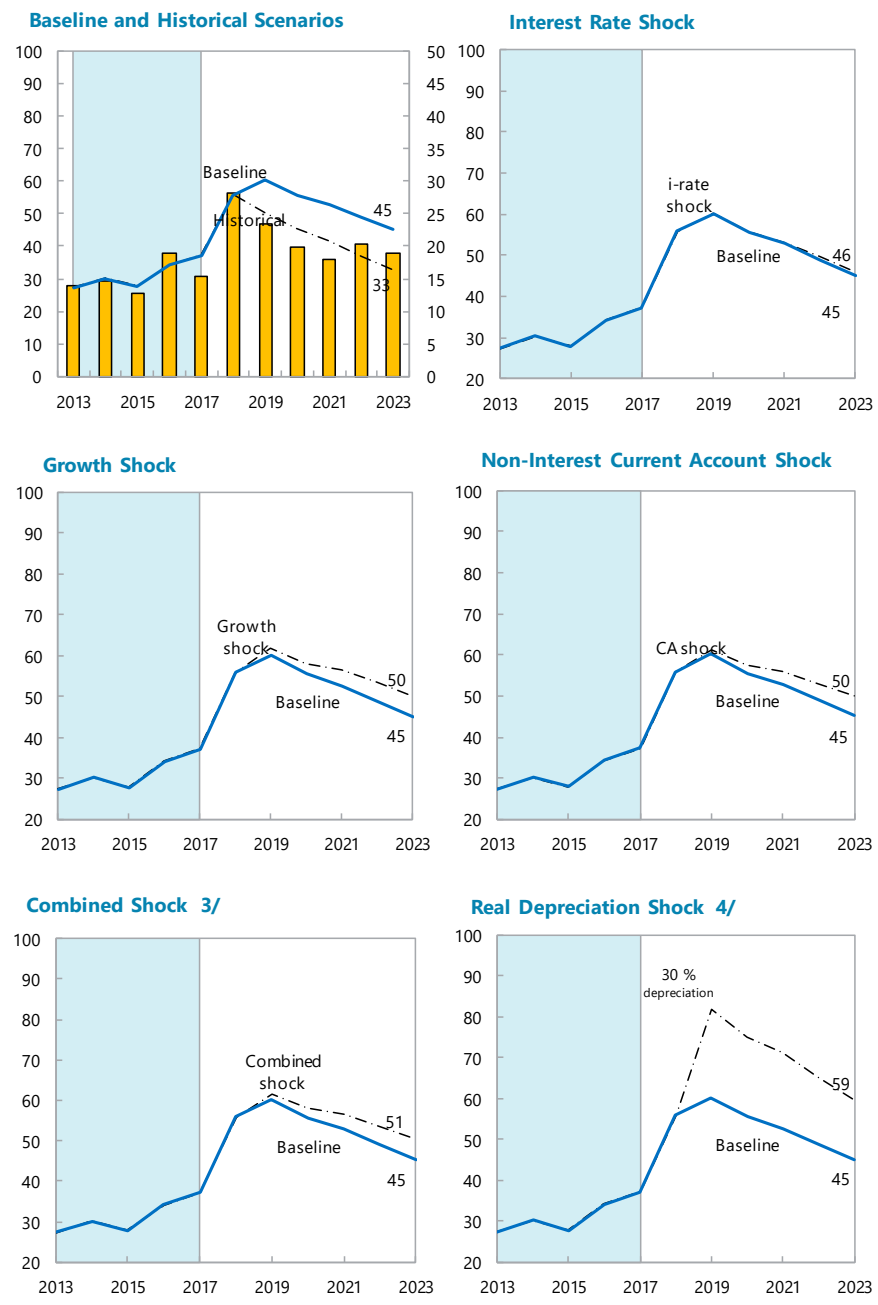 Baseline and Historical Scenarios
100 90 80 70 60 50 40 30 20 10 0
50 45 40 35 30 25 20 15 10 5 0
Baseline
Historical
45
33
2013 2015 2017 2019 2021 2023
Interest Rate Shock
100 90 80 70 60 50 40 30 20
i-rate
shock
Baseline
46
45
2013 2015 2017 2019 2021 2023
Growth Shock
100 90 80 70 60 50 40 30 20
Growth
shock
Baseline
50
45
2013 2015 2017 2019 2021 2023
Non-Interest Current Account Shock
100 90 80 70 60 50 40 30 20
CA shock
Baseline
50
45
2013 2015 2017 2019 2021 2023
Combined Shock 3/
100 90 80 70 60 50 40 30 20
Combined
shock
Baseline
51
45
2013 2015 2017 2019 2021 2023
Real Depreciation Shock 4/
100 90 80 70 60 50 40 30 20
30 %
depreciation
Baseline
59
45
2013 2015 2017 2019 2021 2023